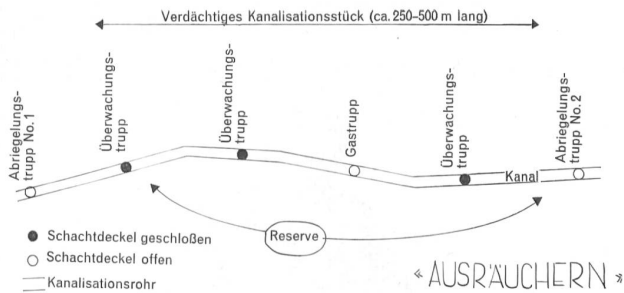 Verdächtiges Kanalisationsstück (ca. 250–500 m lang)
Abriegelungs-
trupp No. 1
Überwachungs-
trupp
Überwachungs-
trupp
Gastrupp
Überwachungs-
trupp
Abriegelungs-
trupp No. 2
Kanal
Reserve
Schachtdeckel geschloßen
Schachtdeckel offen
Kanalisationsrohr
« AUSRÄUCHERN »